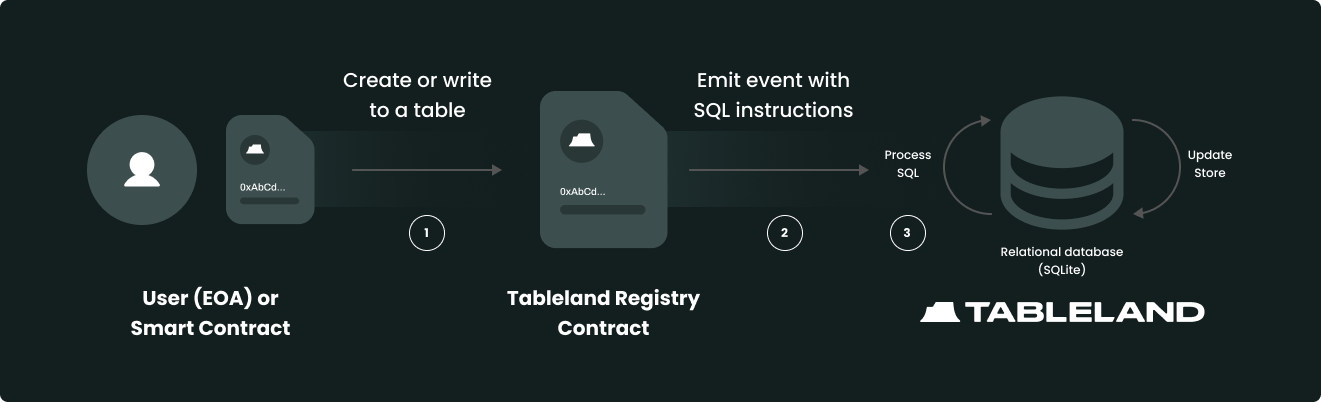 Create or write
to a table
Emit event with
SQL instructions
0xAbCd...
0xAbCd...
Process
SQL
Update
Store
1
2
3
Relational database
(SQLite)
User (EOA) or
Smart Contract
Tableland Registry
Contract
TABLELAND